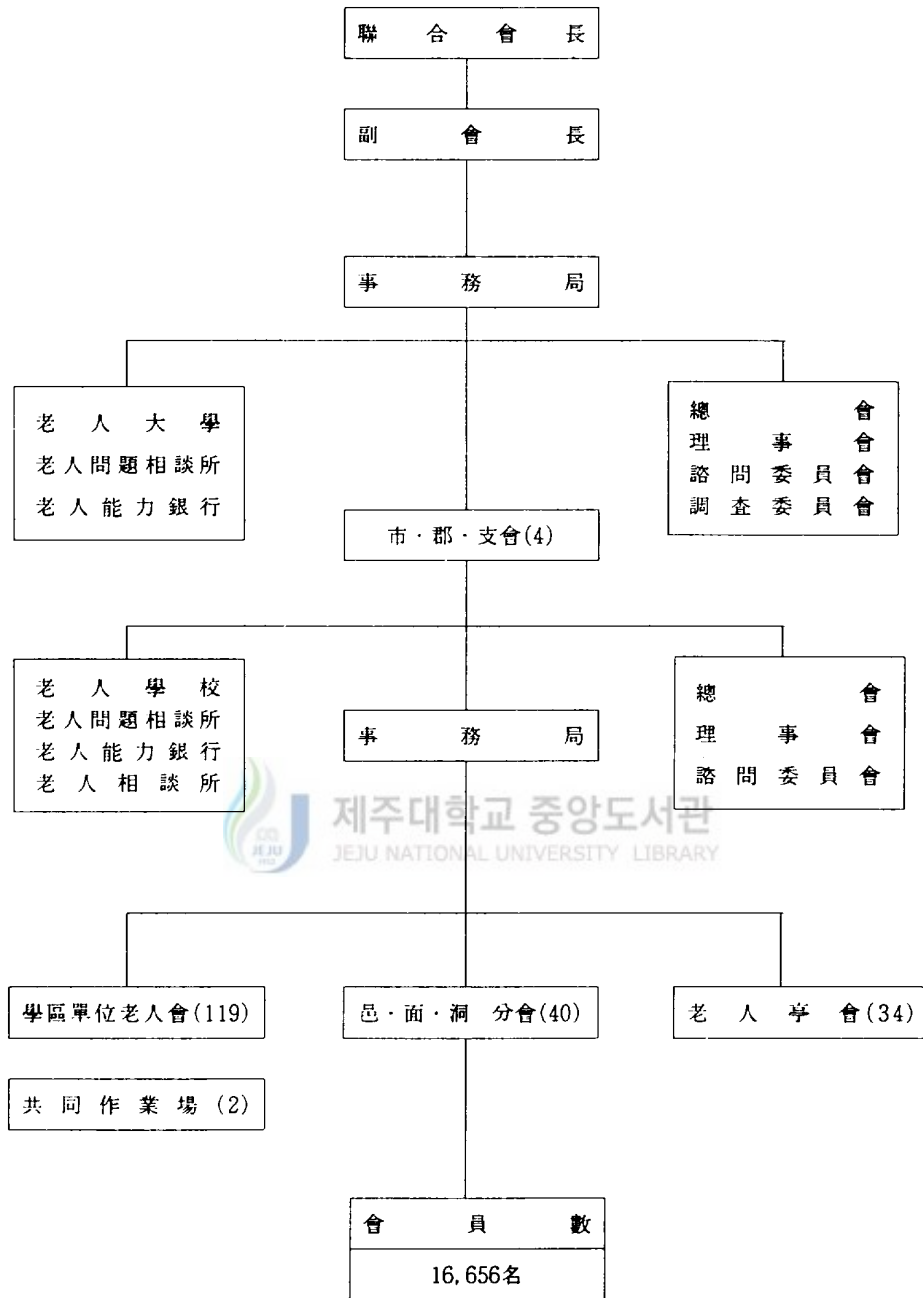 聯合會長
副會長
事務局
老人大學
老人問題相談所
老人能力銀行
總會
理事會
諮問委員會
調査委員會
市·郡·支會(4)
老人學校
老人問題相談所
老人能力銀行
老人相談所
事務局
總會
理事會
諮問委員會
JEJU
1952
제주대학교 중앙도서관
JEJU NATIONAL UNIVERSITY LIBRARY
學區單位老人會(119)
邑·面·洞 分會(40)
老人亭會(34)
共同作業場(2)
會員數
16,656名